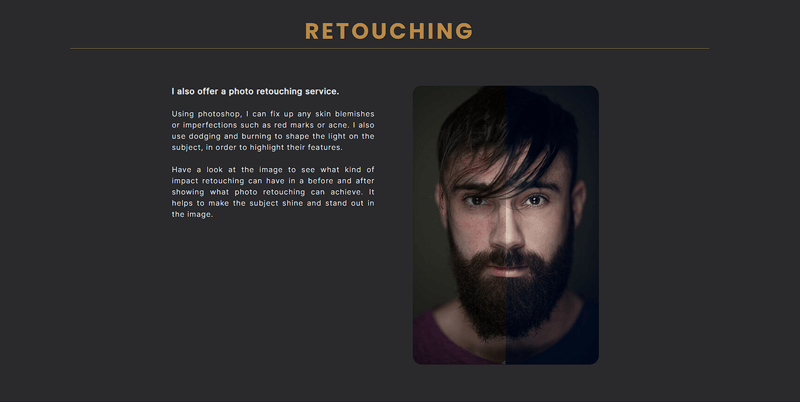 RETOUCHING
I also offer a photo retouching service.
Using photoshop, I can fix up any skin blemishes
or imperfections such as red marks or acne. I also
use dodging and burning to shape the light on the
subject, in order to highlight their features.
Have a look at the image to see what kind of
impact retouching can have in a before and after
showing what photo retouching can achieve. It
helps to make the subject shine and stand out in
the image.